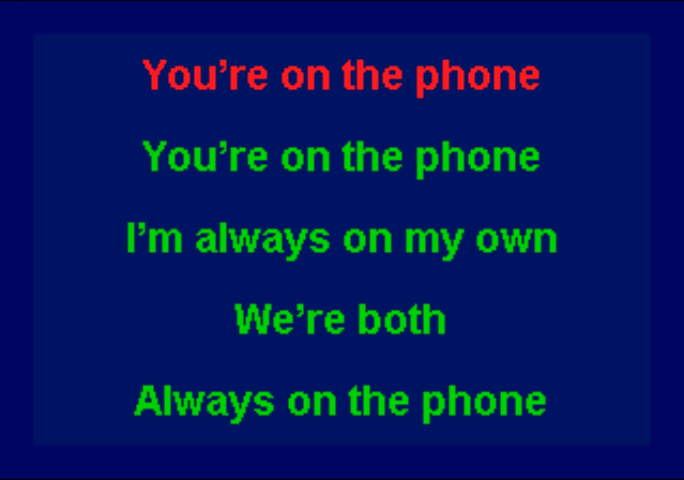 You’re on the phone
You’re on the phone
I’m always on my own
We’re both
Always on the phone